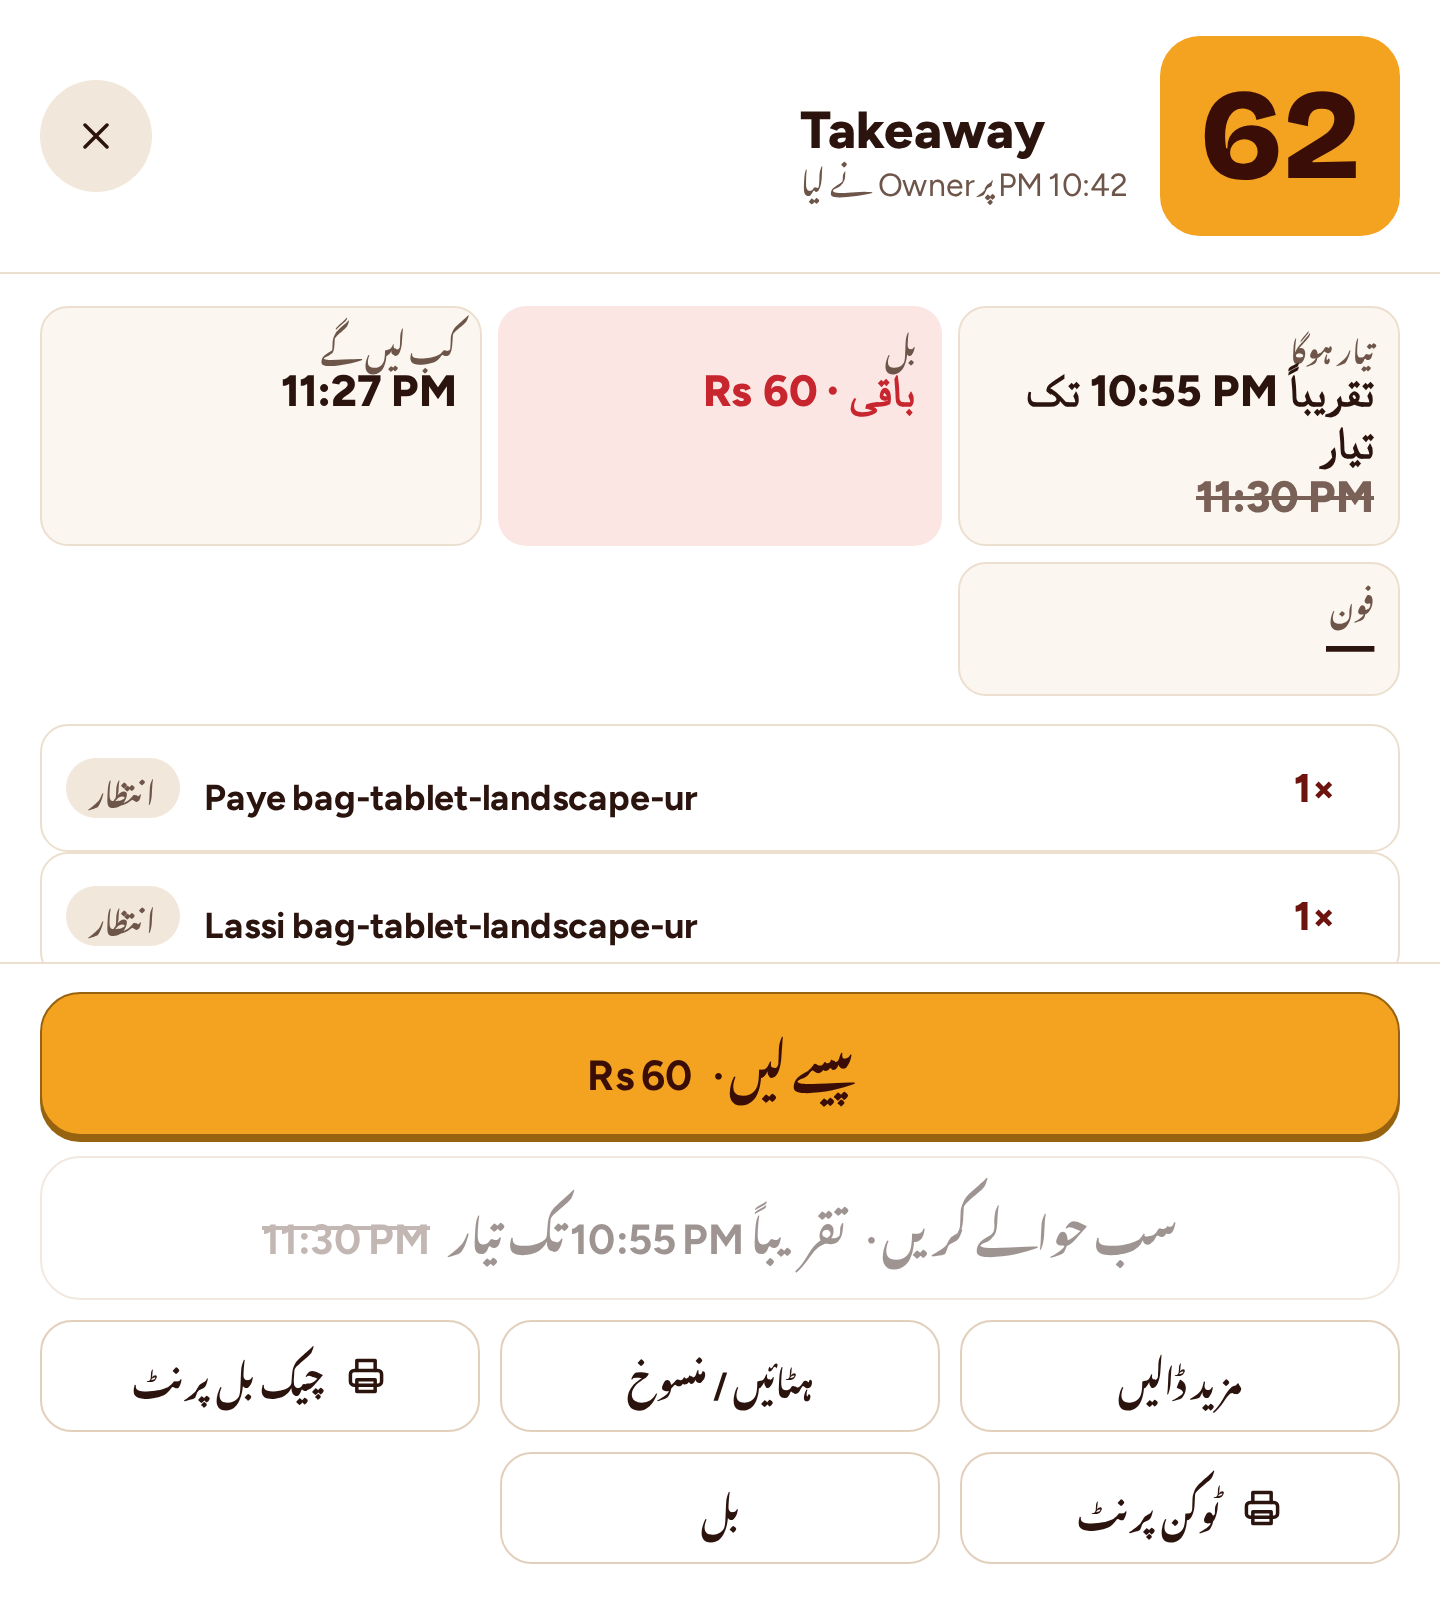 62
Takeaway
10:42 PM پر Owner نے لیا
تیار ہوگا
تقریباً 10:55 PM تک
تیار
11:30 PM
بل
باقی · Rs 60
کب لیں گے
11:27 PM
فون
—
1×
Paye bag-tablet-landscape-ur
انتظار
1×
Lassi bag-tablet-landscape-ur
انتظار
پیسے لیں · Rs 60
سب حوالے کریں · تقریباً 10:55 PM تک تیار 11:30 PM
مزید ڈالیں
ہٹائیں / منسوخ
چیک بل پرنٹ
ٹوکن پرنٹ
بل